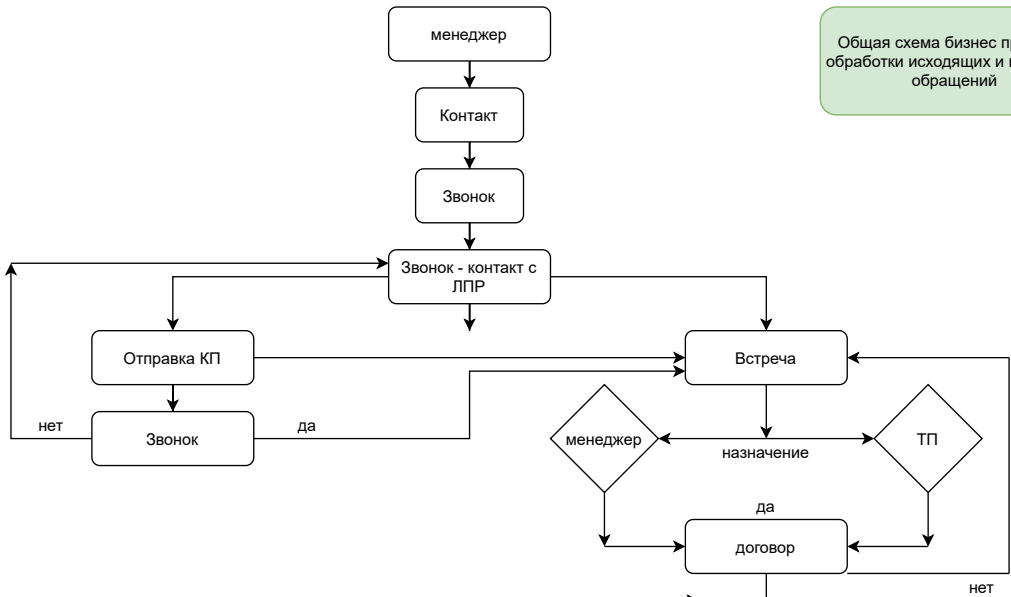 менеджер
Общая схема бизнес
обработки исходящих и
обращений
Контакт
Звонок
Звонок - контакт с
ЛПР
Отправка КП
Встреча
нет
Звонок
да
менеджер
назначение
ТП
да
договор
нет